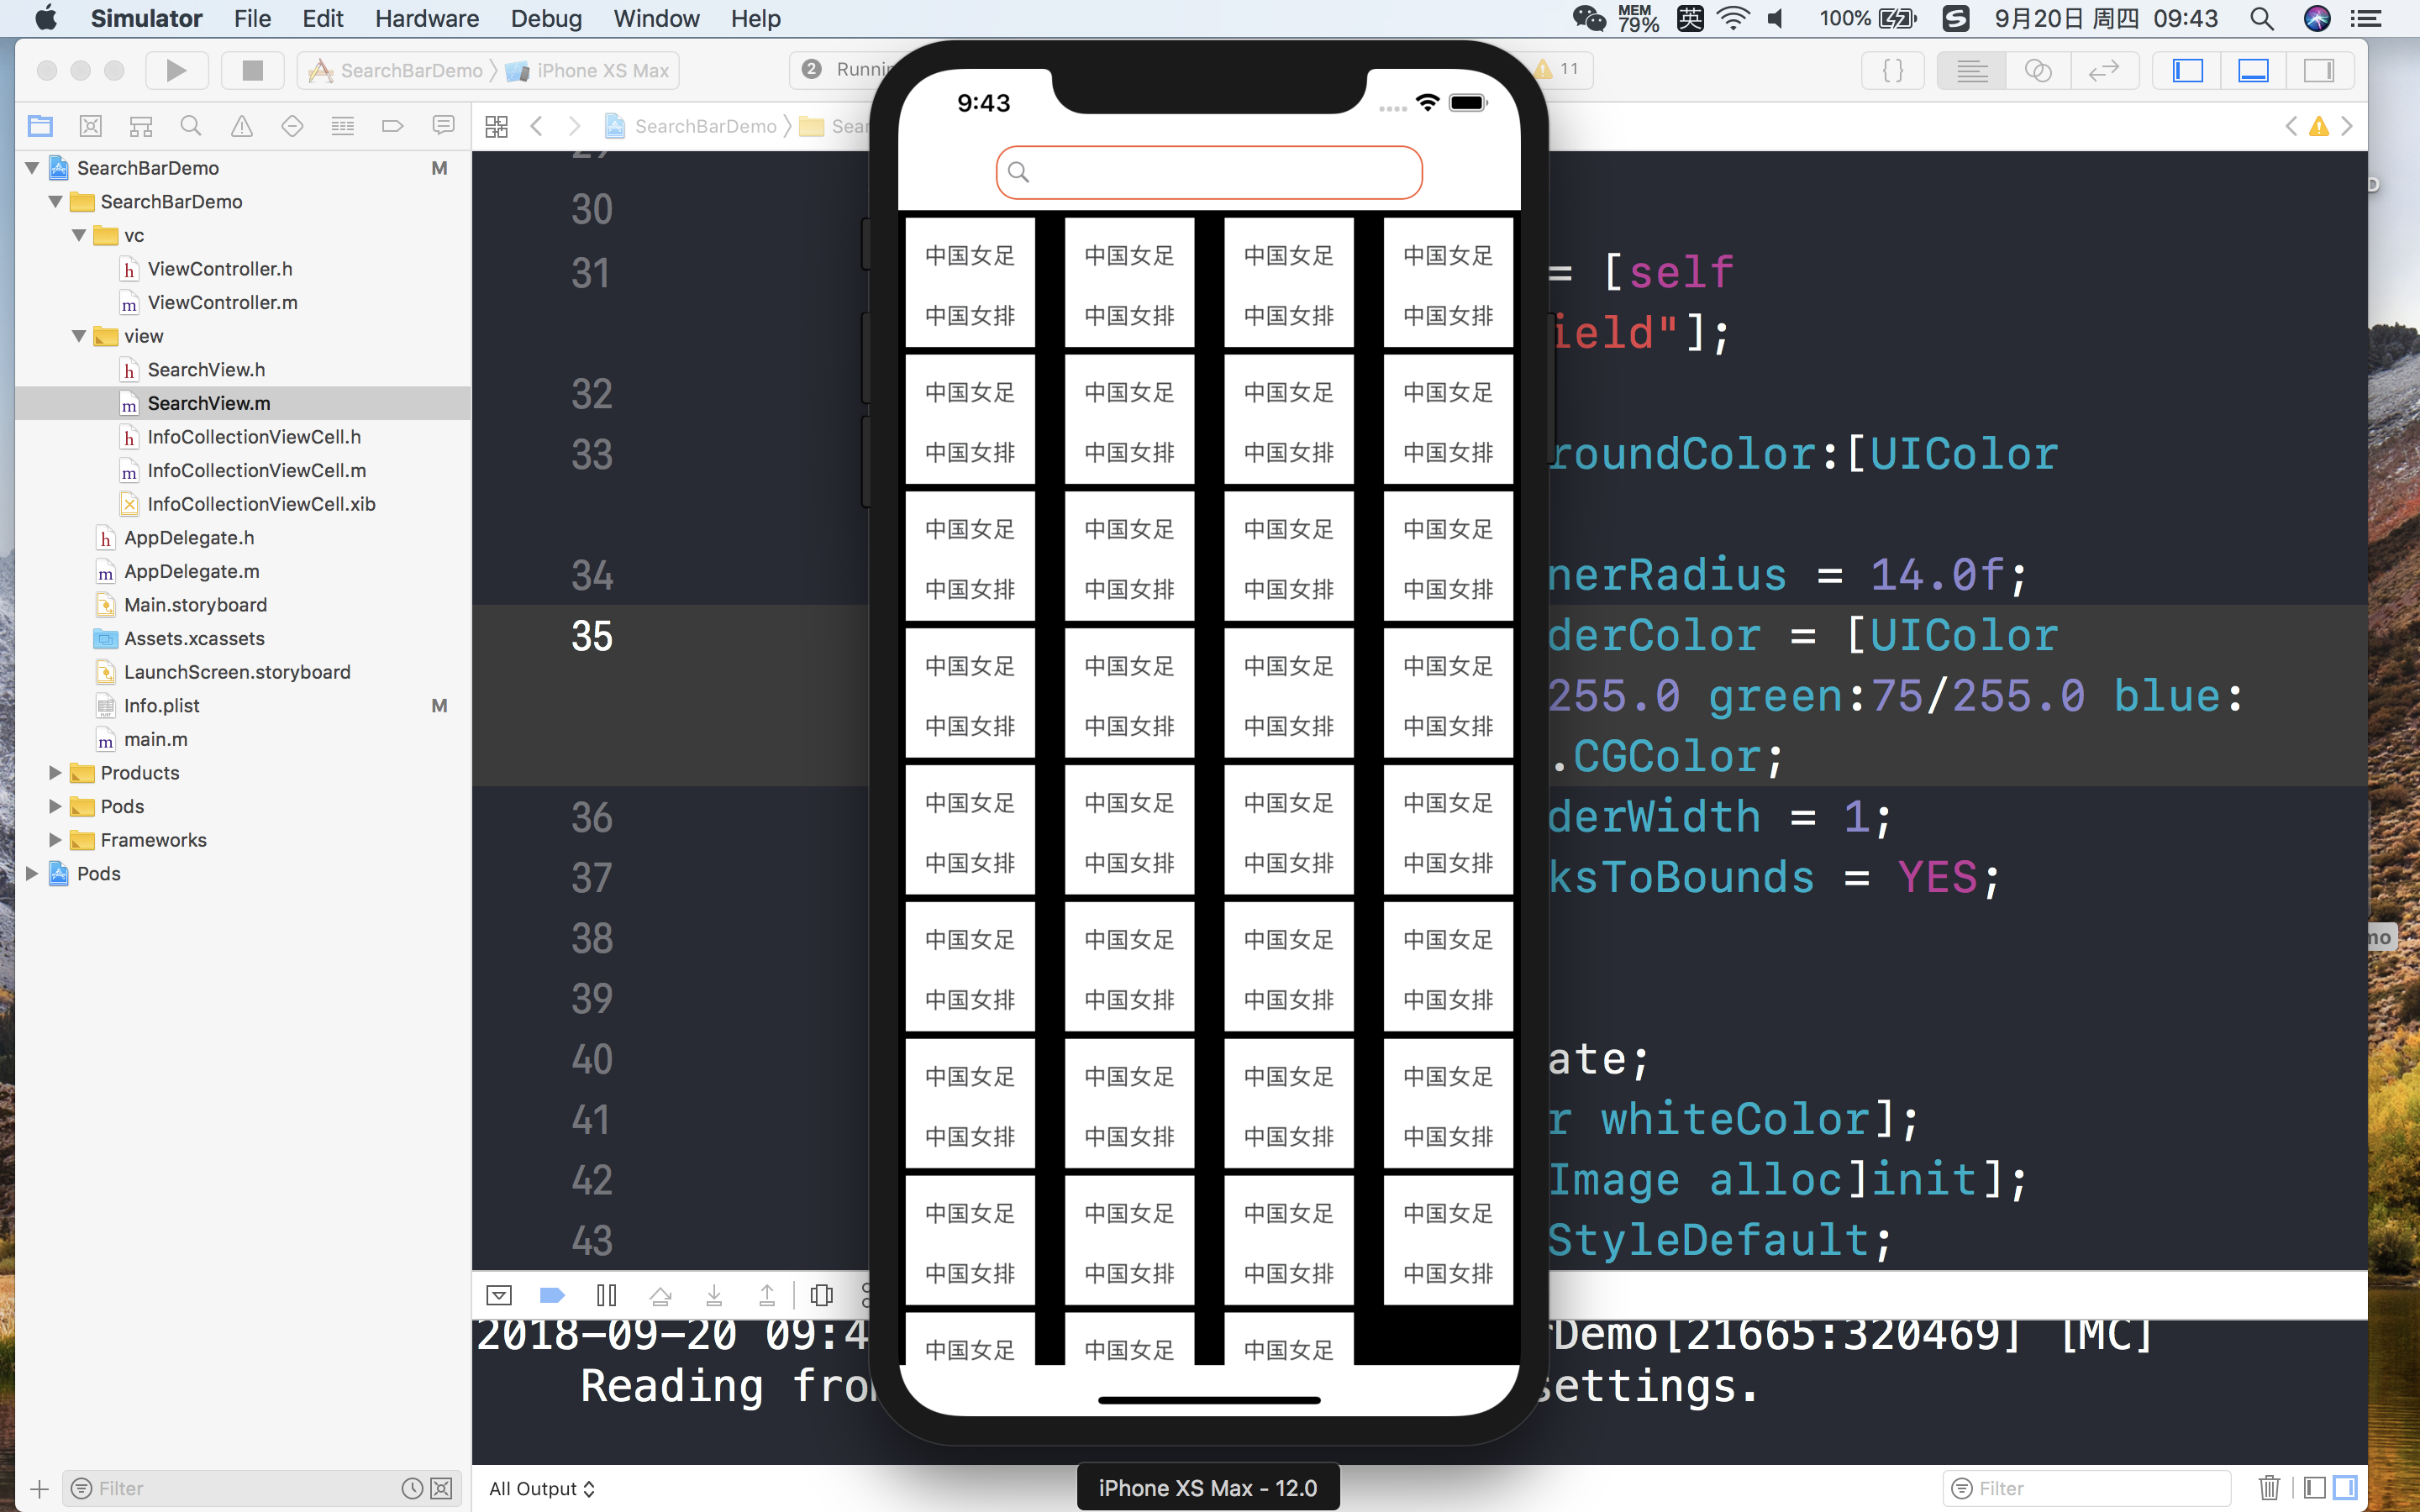 Simulator File Edit Hardware Debug Window Help MEM 79% 英 100% 9月20日 周四 09:43
SearchBarDemo iPhone XS Max 2 11
SearchBarDemo
SearchBarDemo M
SearchBarDemo
vc
h ViewController.h
m ViewController.m
view
h SearchView.h
m SearchView.m
h InfoCollectionViewCell.h
m InfoCollectionViewCell.m
InfoCollectionViewCell.xib
h AppDelegate.h
m AppDelegate.m
Main.storyboard
Assets.xcassets
LaunchScreen.storyboard
Info.plist M
m main.m
Products
Pods
Frameworks
Pods
Filter
30
31 = [self
ield"];
32
33 roundColor:[UIColor
34 nerRadius = 14.0f;
35 derColor = [UIColor
255.0 green:75/255.0 blue:
.CGColor;
36 derWidth = 1;
37 ksToBounds = YES;
38
39
40 ate;
41 r whiteColor];
42 Image alloc]init];
43 StyleDefault;
9:43
中国女足 中国女足 中国女足 中国女足
中国女排 中国女排 中国女排 中国女排
中国女足 中国女足 中国女足 中国女足
中国女排 中国女排 中国女排 中国女排
中国女足 中国女足 中国女足 中国女足
中国女排 中国女排 中国女排 中国女排
中国女足 中国女足 中国女足 中国女足
中国女排 中国女排 中国女排 中国女排
中国女足 中国女足 中国女足 中国女足
中国女排 中国女排 中国女排 中国女排
中国女足 中国女足 中国女足 中国女足
中国女排 中国女排 中国女排 中国女排
中国女足 中国女足 中国女足 中国女足
中国女排 中国女排 中国女排 中国女排
中国女足 中国女足 中国女足 中国女足
中国女排 中国女排 中国女排 中国女排
中国女足 中国女足 中国女足
2018-09-20 09:4 rDemo[21665:320469] [MC]
Reading fro settings.
All Output Filter
iPhone XS Max - 12.0